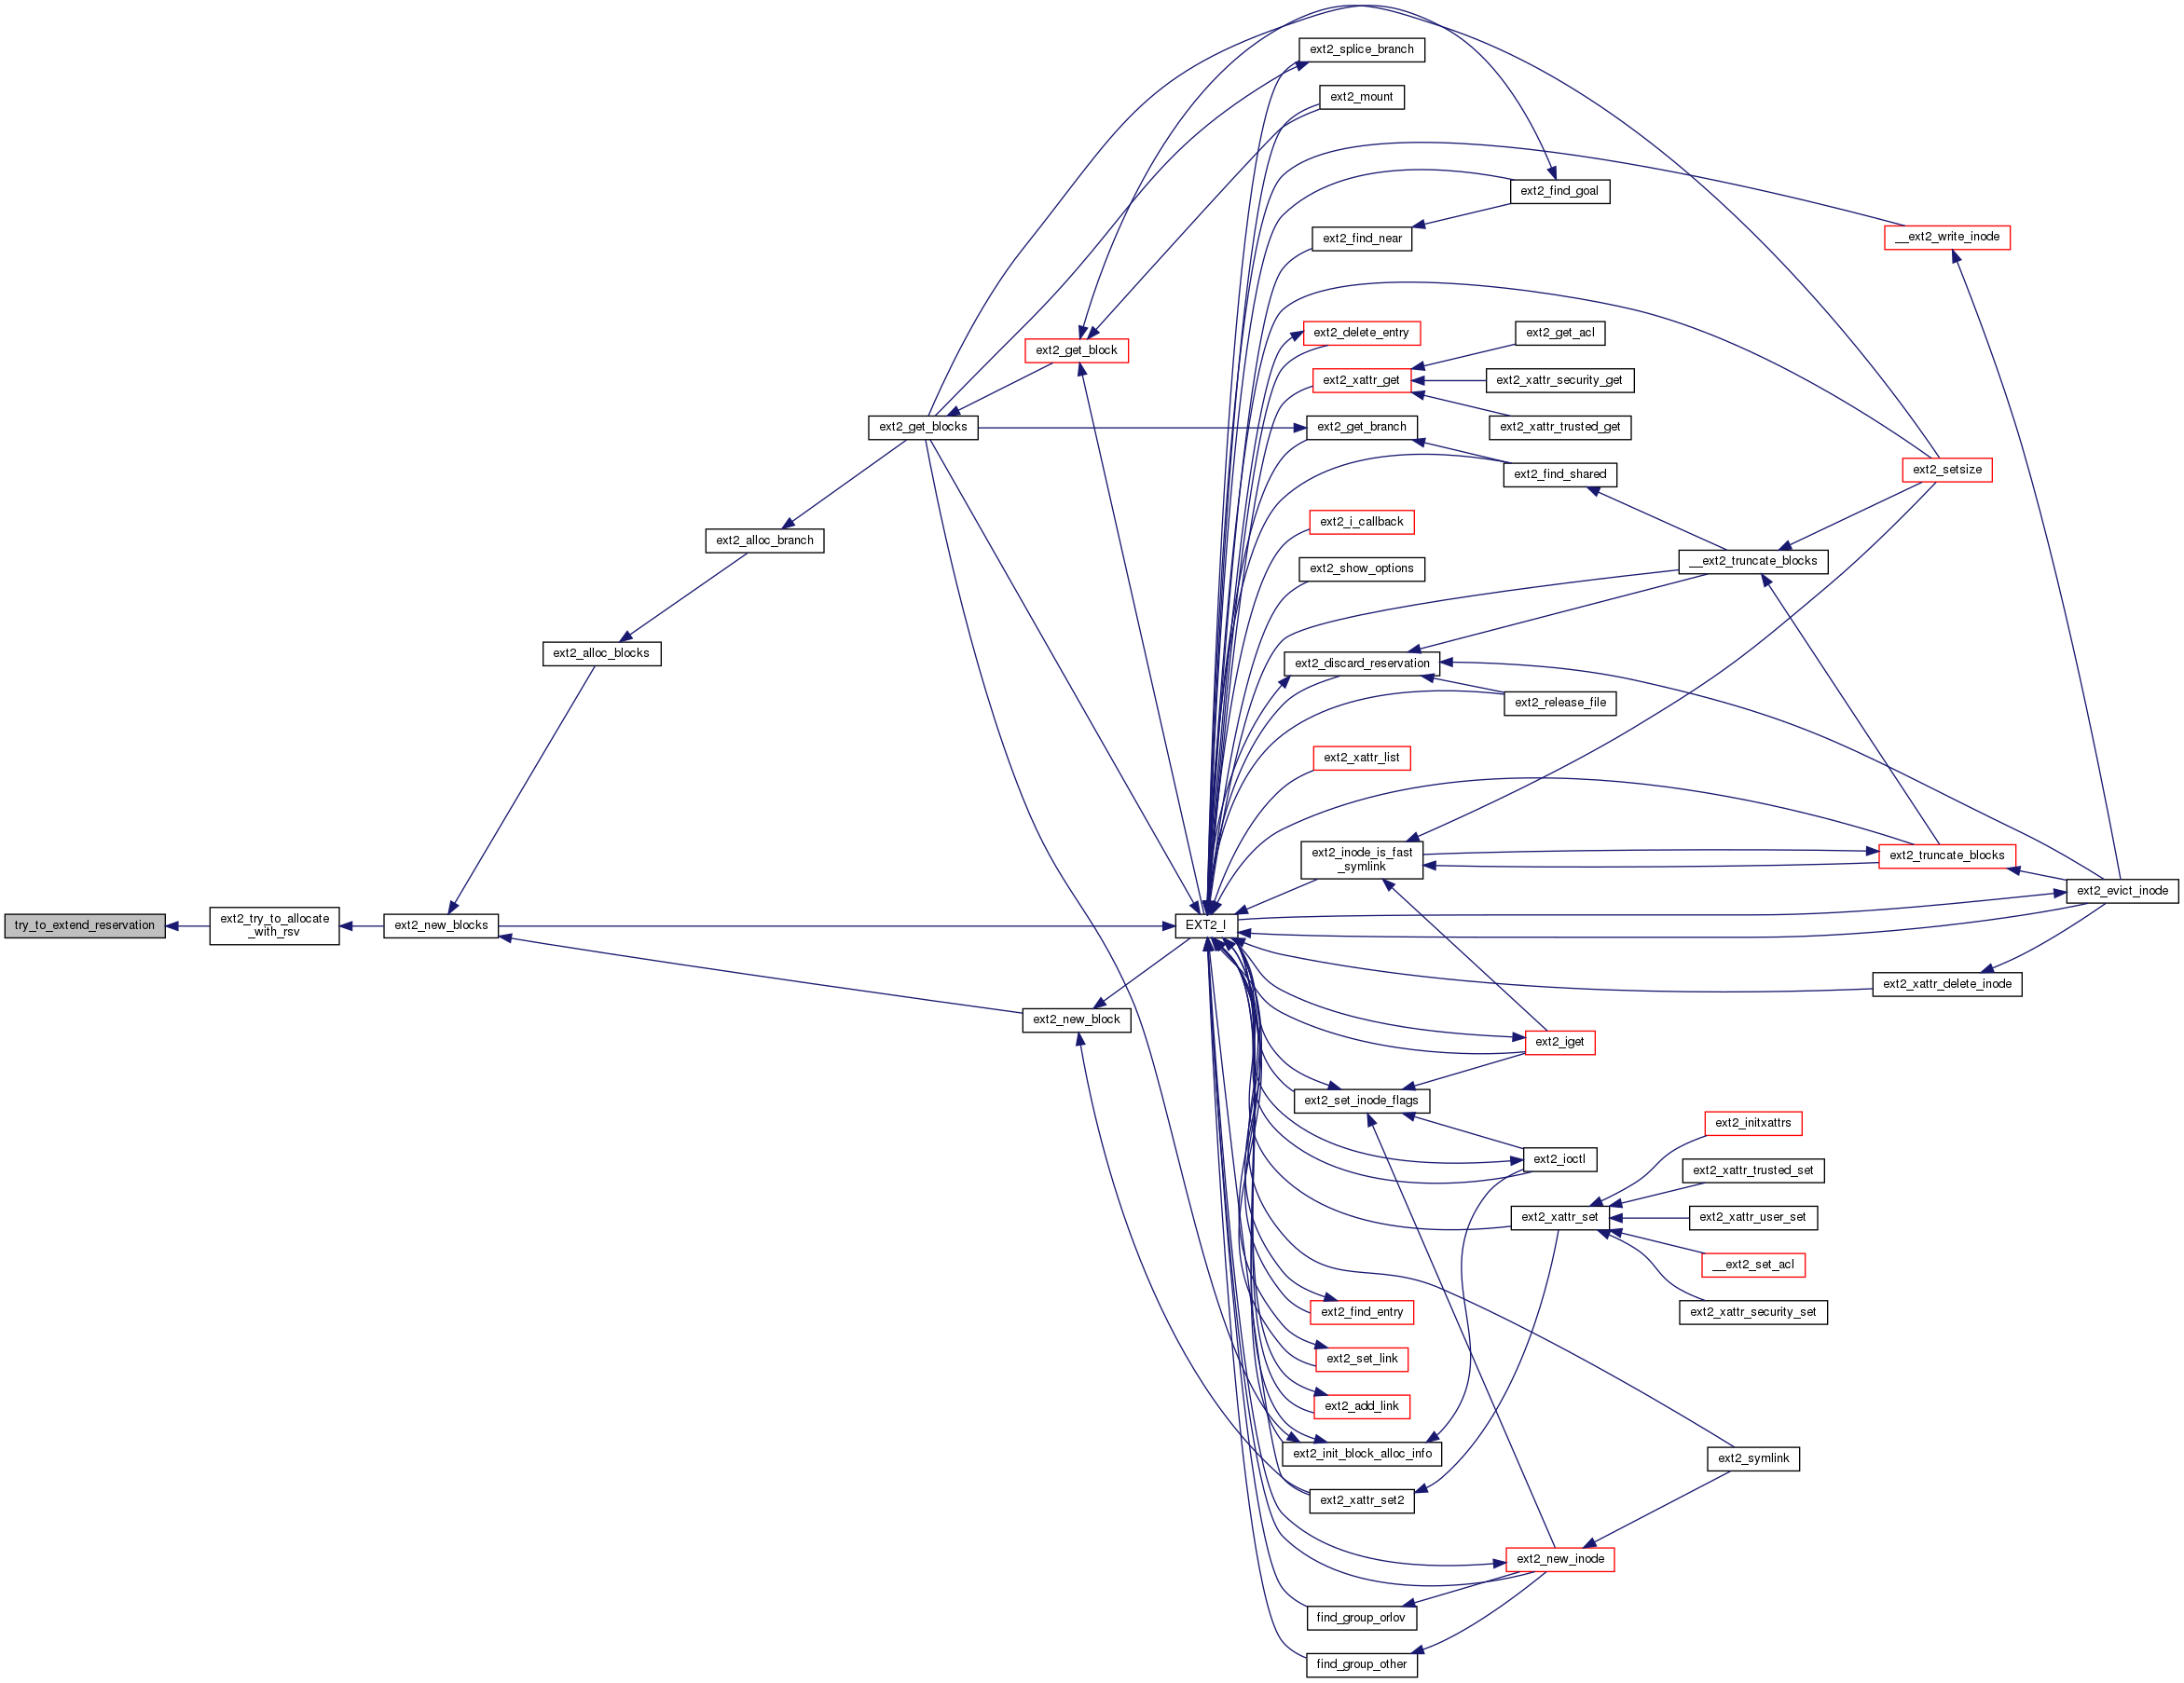 ext2_splice_branch
ext2_mount
ext2_find_goal
ext2_find_near
__ext2_write_inode
ext2_delete_entry
ext2_get_acl
ext2_get_block
ext2_xattr_get
ext2_xattr_security_get
ext2_get_blocks
ext2_get_branch
ext2_xattr_trusted_get
ext2_find_shared
ext2_setsize
ext2_i_callback
ext2_alloc_branch
ext2_show_options
__ext2_truncate_blocks
ext2_alloc_blocks
ext2_discard_reservation
ext2_release_file
ext2_xattr_list
ext2_inode_is_fast
_symlink
ext2_truncate_blocks
ext2_evict_inode
try_to_extend_reservation
ext2_try_to_allocate
_with_rsv
ext2_new_blocks
EXT2_I
ext2_xattr_delete_inode
ext2_new_block
ext2_iget
ext2_set_inode_flags
ext2_initxattrs
ext2_ioctl
ext2_xattr_trusted_set
ext2_xattr_set
ext2_xattr_user_set
__ext2_set_acl
ext2_find_entry
ext2_xattr_security_set
ext2_set_link
ext2_add_link
ext2_init_block_alloc_info
ext2_symlink
ext2_xattr_set2
ext2_new_inode
find_group_orlov
find_group_other